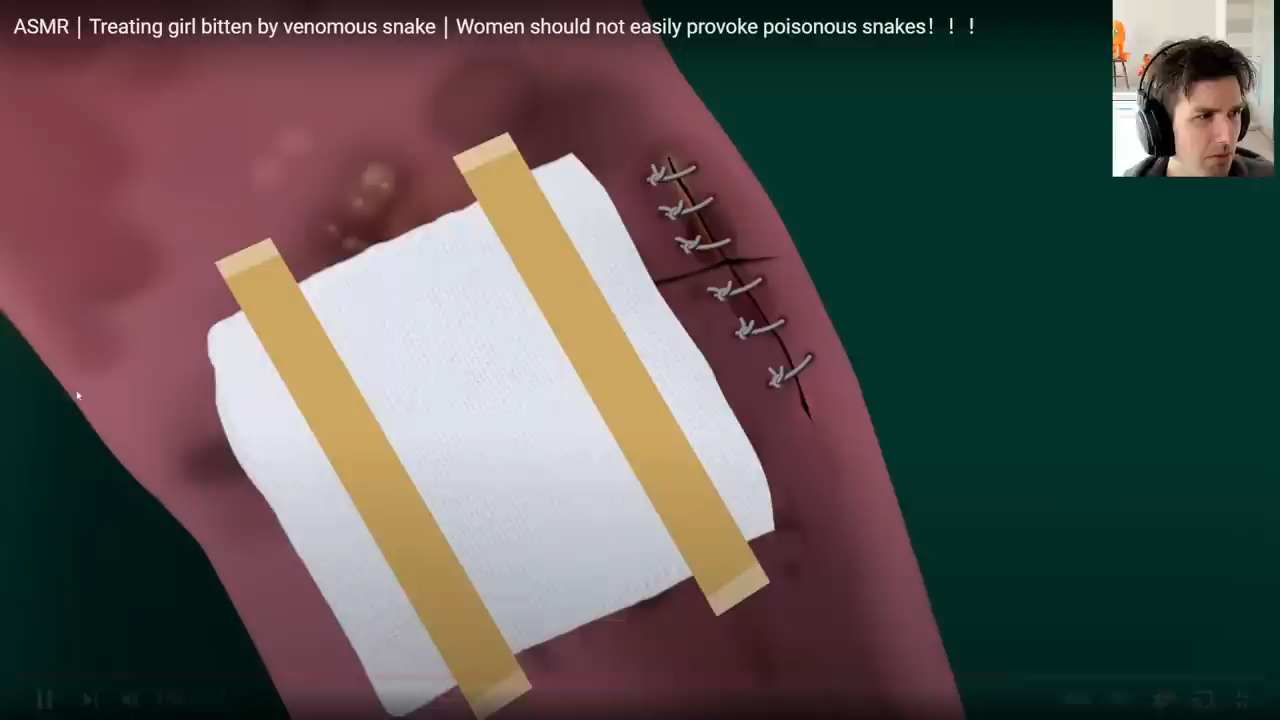 ASMR│Treating girl bitten by venomous snake│Women should not easily provoke poisonous snakes！！！